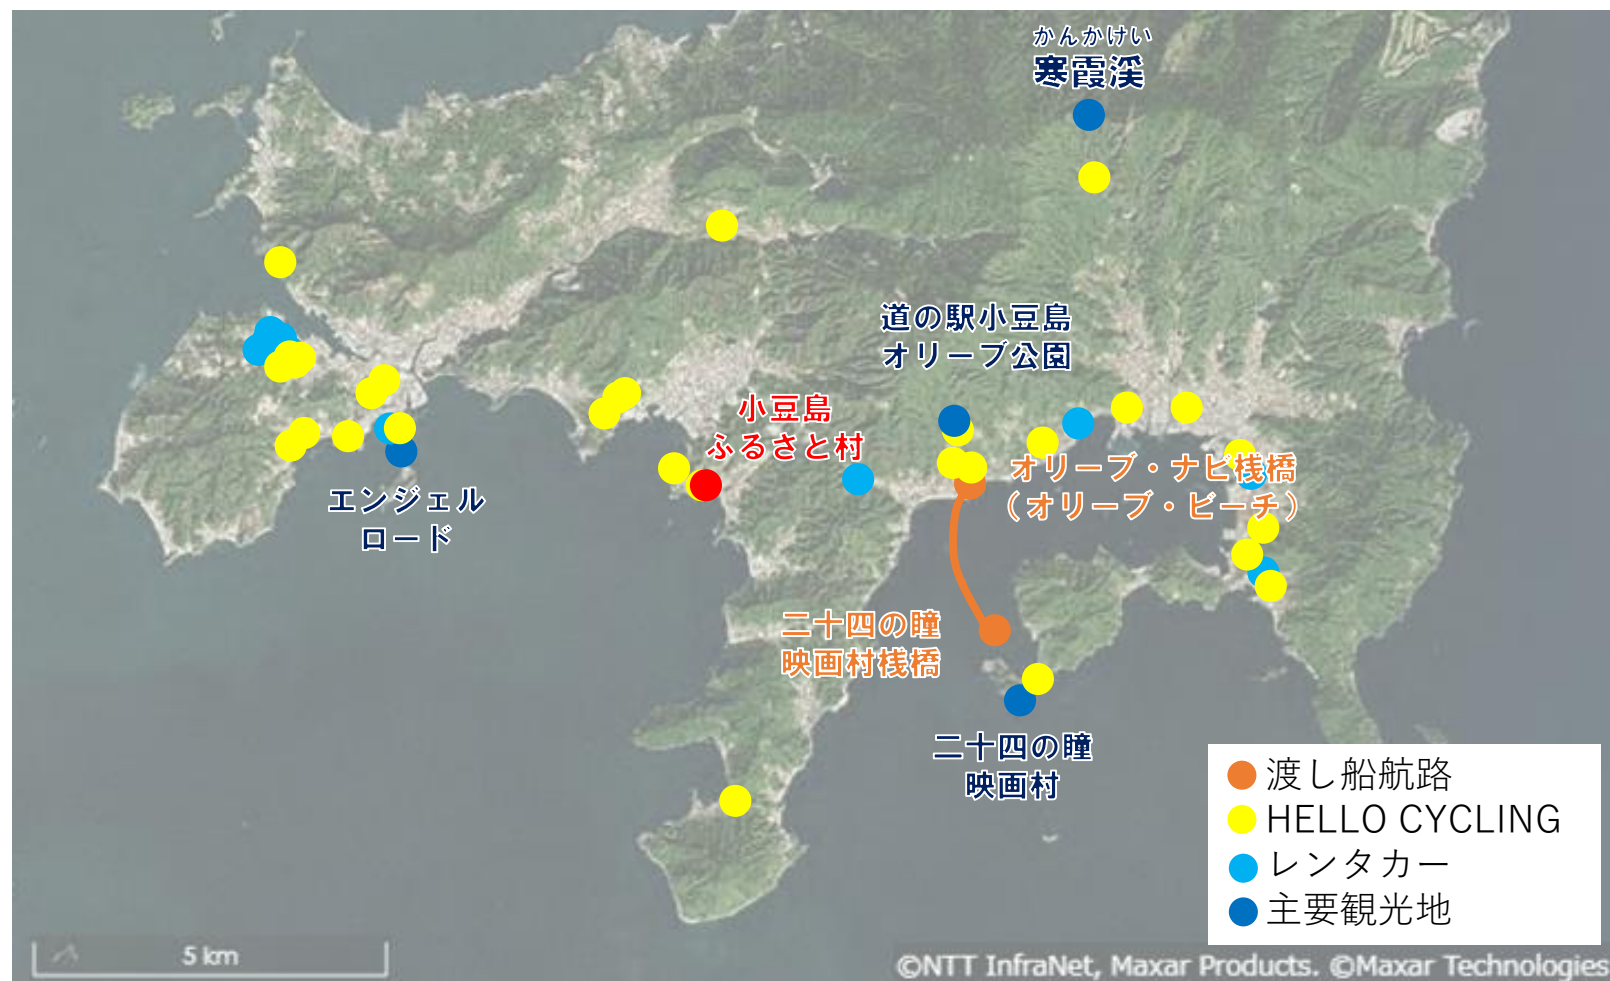 かんかけい
寒霞渓
道の駅小豆島
オリーブ公園
小豆島
ふるさと村
オリーブ・ナビ桟橋
（オリーブ・ビーチ）
エンジェル
ロード
二十四の瞳
映画村桟橋
二十四の瞳
映画村
渡し船航路
HELLO CYCLING
レンタカー
主要観光地
5 km
©NTT InfraNet, Maxar Products. ©Maxar Technologies